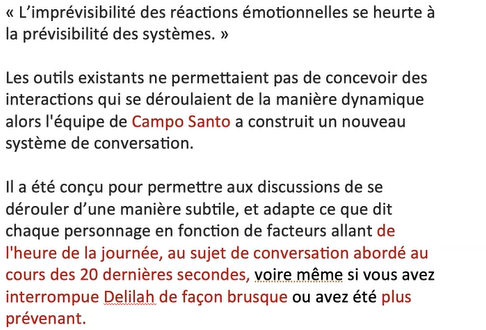 « L’imprévisibilité des réactions émotionnelles se heurte à
la prévisibilité des systèmes. »
Les outils existants ne permettaient pas de concevoir des
interactions qui se déroulaient de la manière dynamique
alors l'équipe de Campo Santo a construit un nouveau
système de conversation.
Il a été conçu pour permettre aux discussions de se
dérouler d’une manière subtile, et adapte ce que dit
chaque personnage en fonction de facteurs allant de
l'heure de la journée, au sujet de conversation abordé au
cours des 20 dernières secondes, voire même si vous avez
interrompue Delilah de façon brusque ou avez été plus
prévenant.